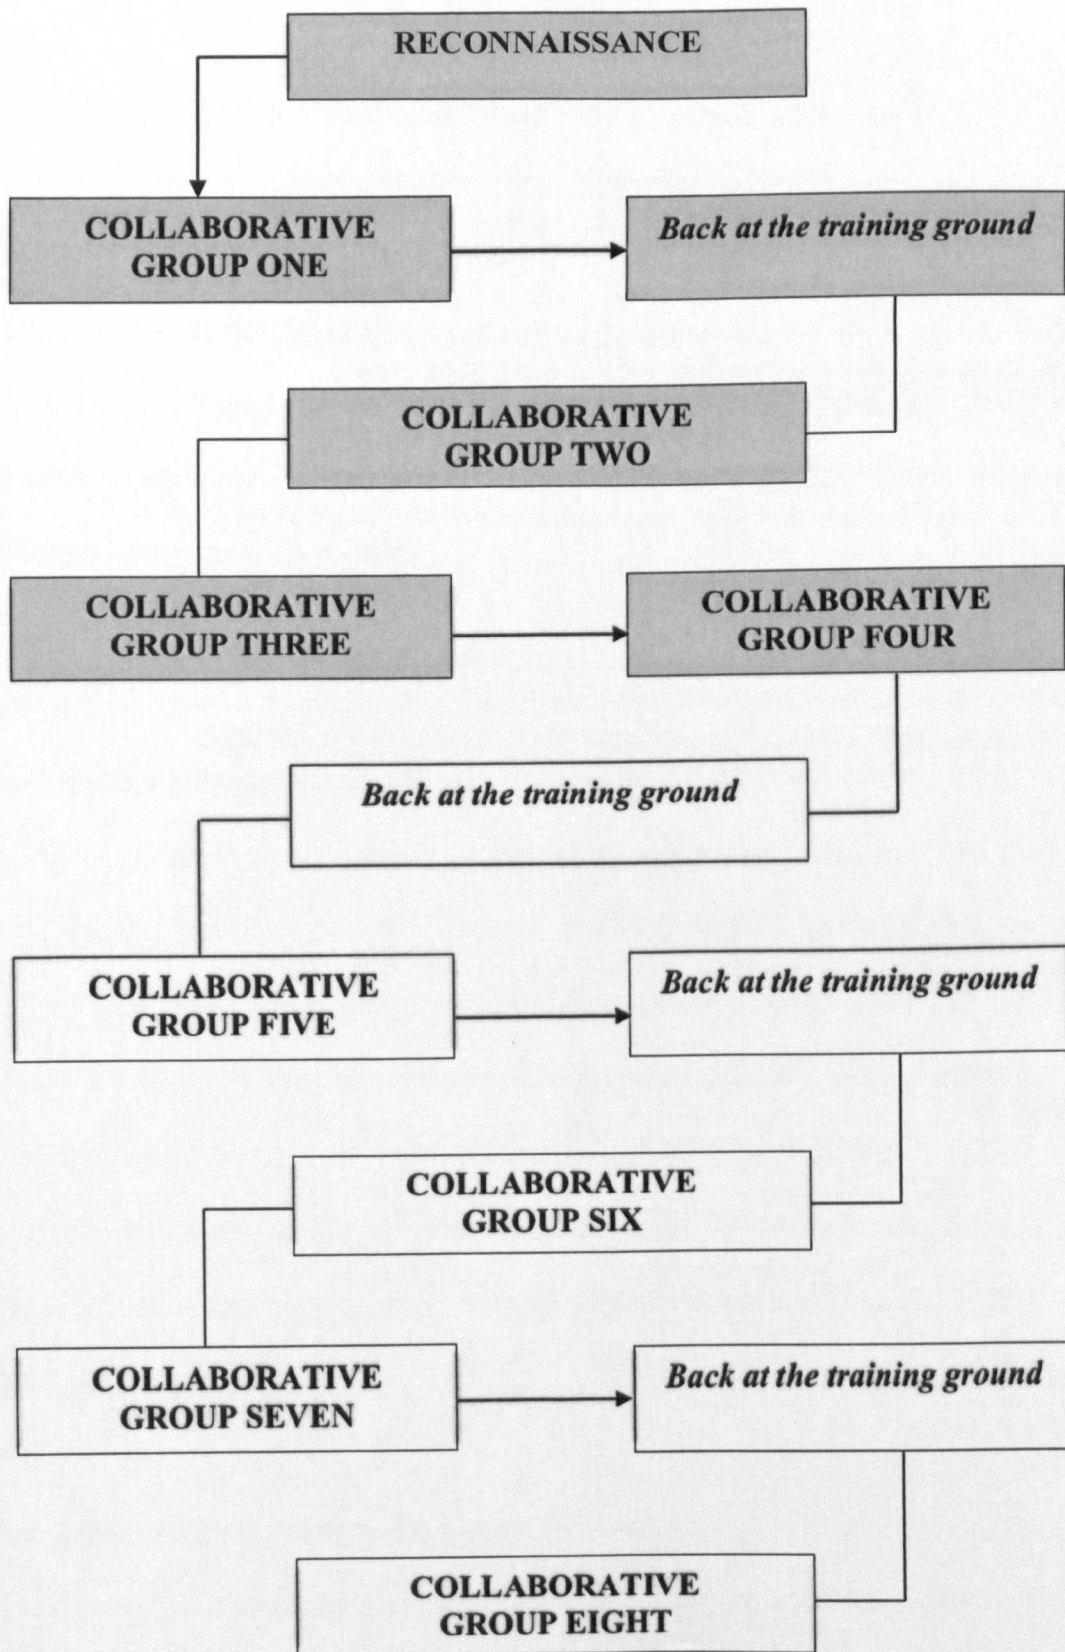 RECONNAISSANCE
COLLABORATIVE
GROUP ONE
Back at the training ground
COLLABORATIVE
GROUP TWO
COLLABORATIVE
GROUP THREE
COLLABORATIVE
GROUP FOUR
Back at the training ground
COLLABORATIVE
GROUP FIVE
Back at the training ground
COLLABORATIVE
GROUP SIX
COLLABORATIVE
GROUP SEVEN
Back at the training ground
COLLABORATIVE
GROUP EIGHT